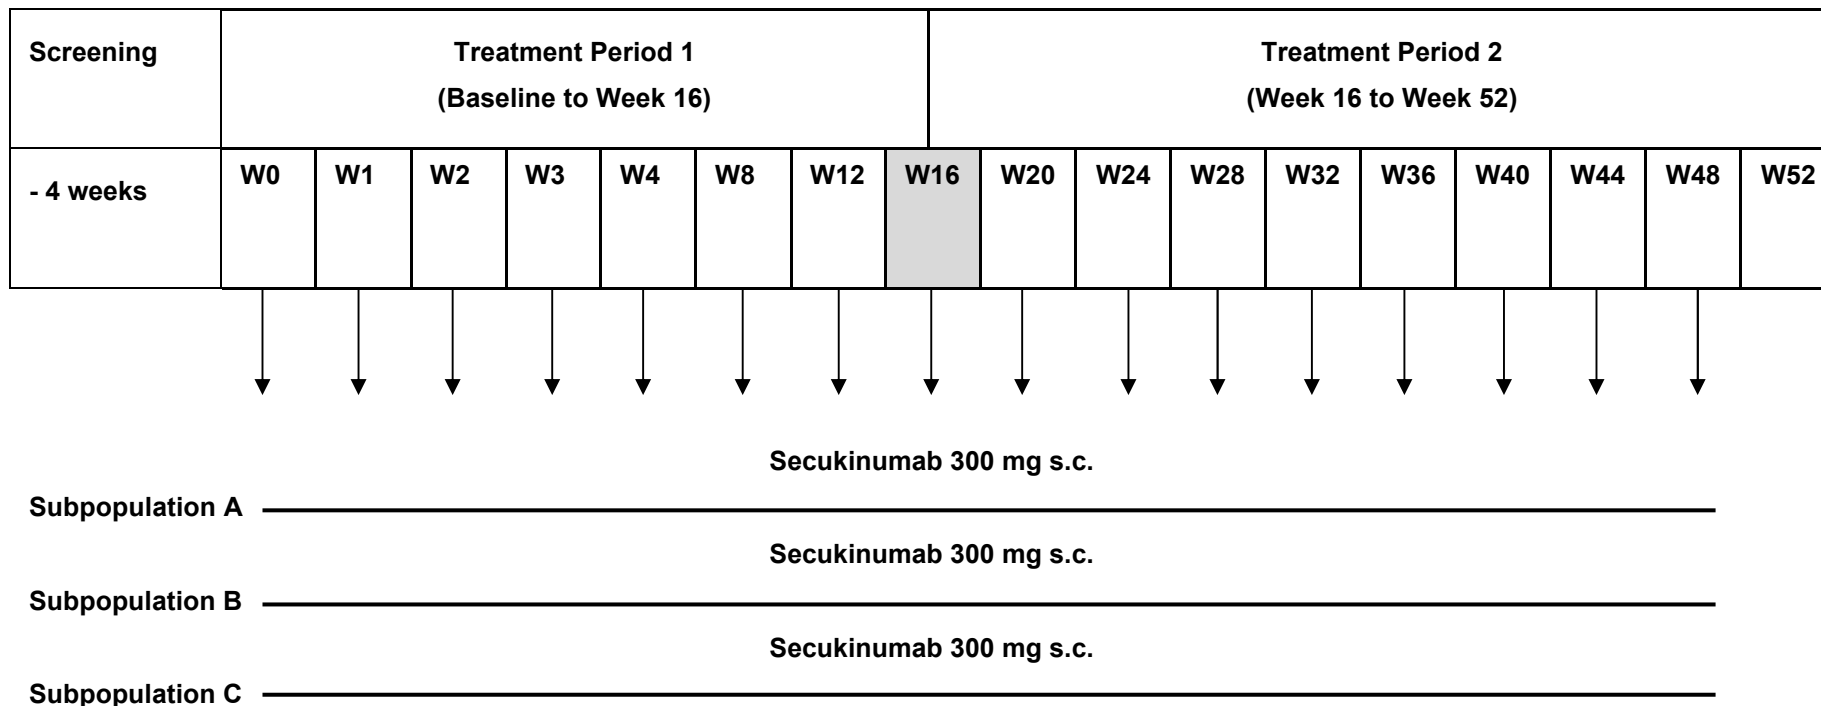 Screening
Treatment Period 1
(Baseline to Week 16)
Treatment Period 2
(Week 16 to Week 52)
- 4 weeks
W0 W1 W2 W3 W4 W8 W12 W16 W20 W24 W28 W32 W36 W40 W44 W48 W52
Secukinumab 300 mg s.c.
Subpopulation A
Secukinumab 300 mg s.c.
Subpopulation B
Secukinumab 300 mg s.c.
Subpopulation C